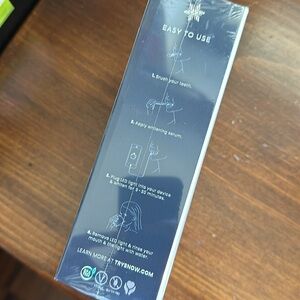 EASY TO USE
1. Brush your teeth.
2. Apply whitening serum.
3. Plug LED light into your device
& whiten for 5 - 30 minutes.
4. Remove LED light & rinse your
mouth & the light with water.
LEARN MORE AT TRYSNOW.COM